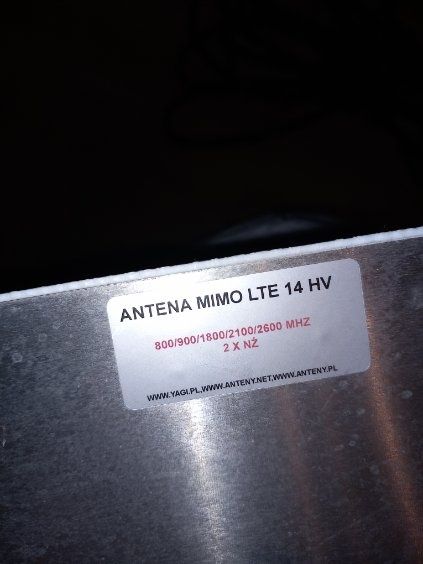 ANTENA MIMO LTE 14 HV
800/900/1800/2100/2600 MHZ
2 X NŻ
WWW.YAGI.PL,WWW.ANTENY.NET,WWW.ANTENY.PL